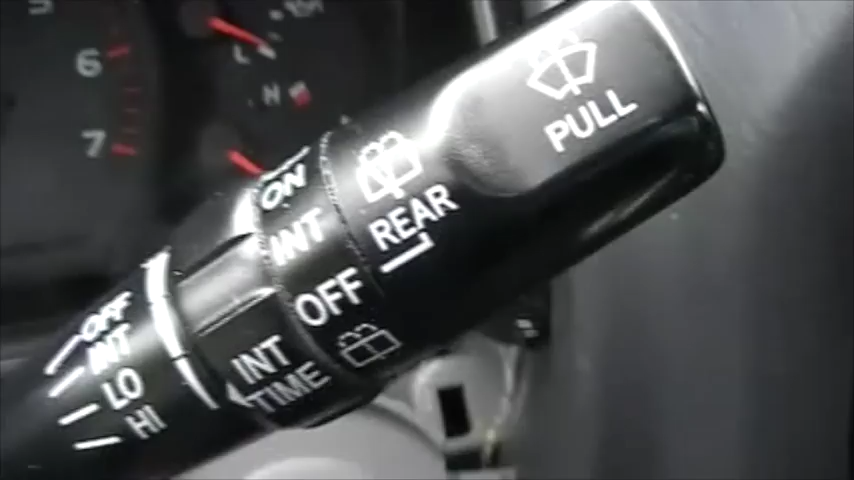 6
7
L
H
PULL
REAR
ON
INT
OFF
INT
TIME
OFF
INT
LO
HI